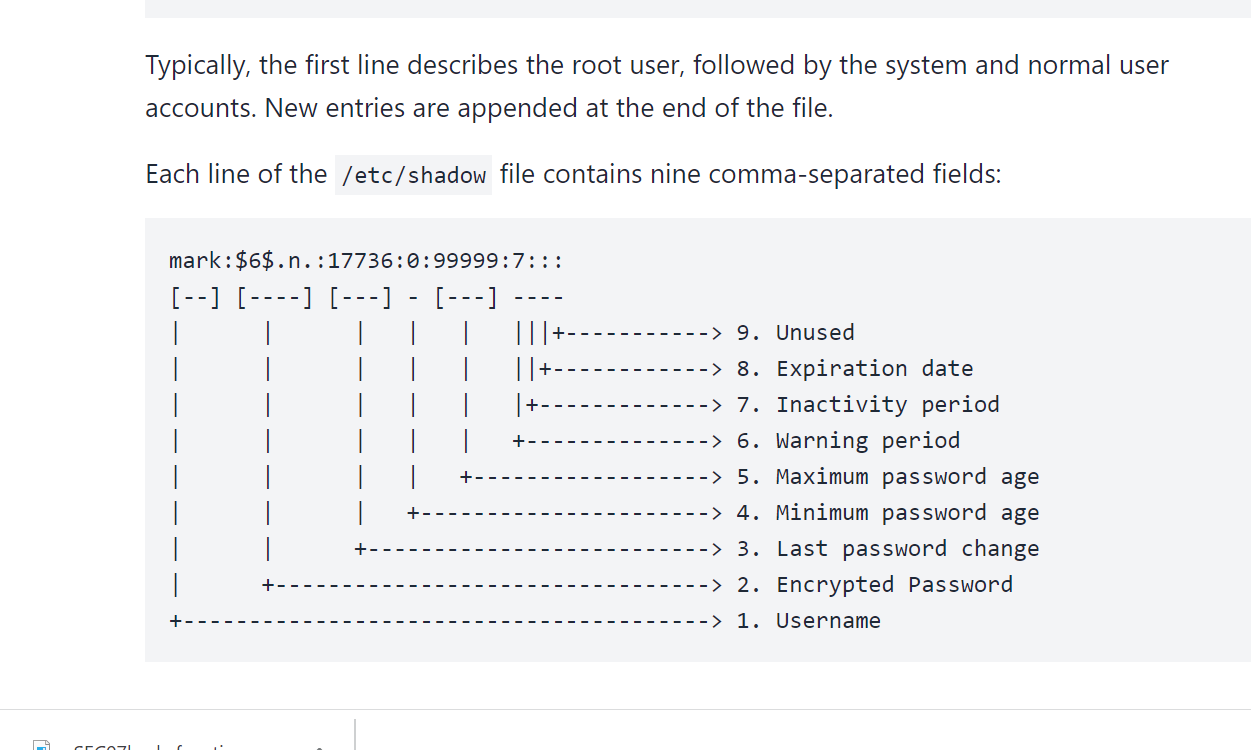 Typically, the first line describes the root user, followed by the system and normal user
accounts. New entries are appended at the end of the file.
Each line of the /etc/shadow file contains nine comma-separated fields:
mark:$6$.n.:17736:0:99999:7:::
[--] [----] [---] - [---] ----
|      |      |   |   |   |||+-----------> 9. Unused
|      |      |   |   |   ||+------------> 8. Expiration date
|      |      |   |   |   |+-------------> 7. Inactivity period
|      |      |   |   |   +--------------> 6. Warning period
|      |      |   |   +------------------> 5. Maximum password age
|      |      |   +----------------------> 4. Minimum password age
|      |      +--------------------------> 3. Last password change
|      +---------------------------------> 2. Encrypted Password
+----------------------------------------> 1. Username